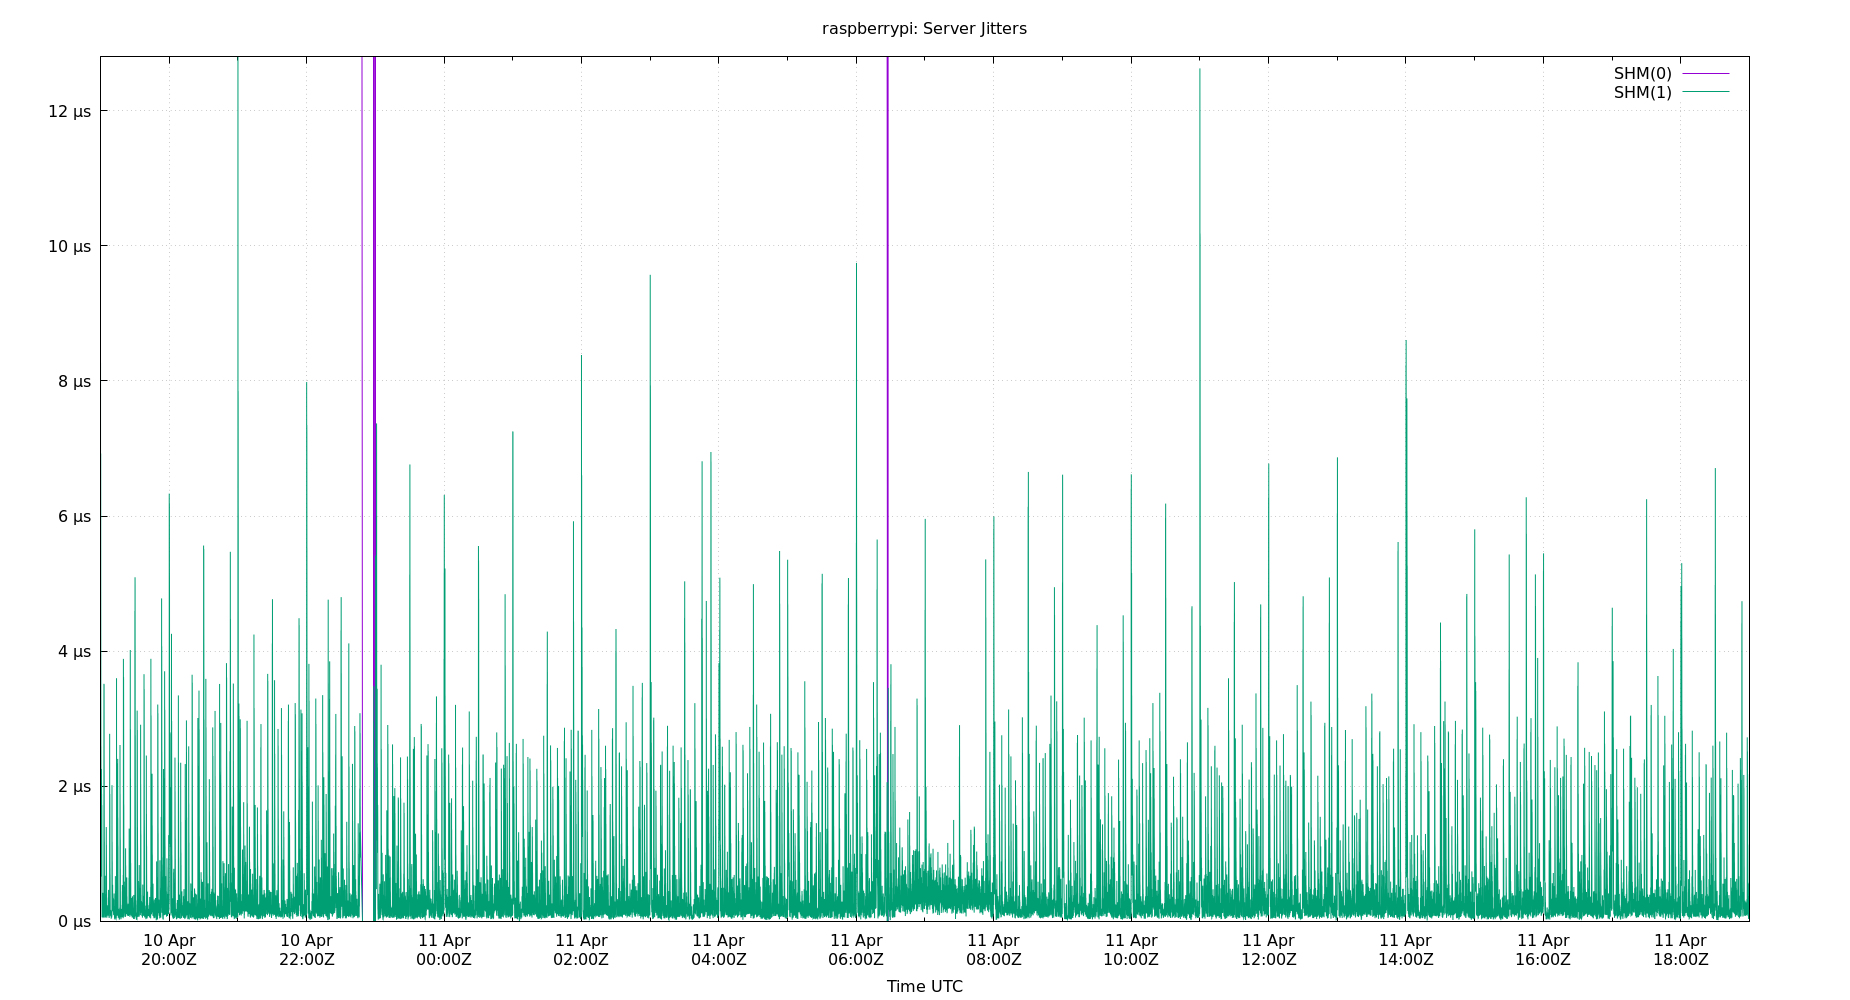 raspberrypi: Server Jitters
SHM(0)
SHM(1)
12 µs
10 µs
8 µs
6 µs
4 µs
2 µs
0 µs
10 Apr 10 Apr 11 Apr 11 Apr 11 Apr 11 Apr 11 Apr 11 Apr 11 Apr 11 Apr 11 Apr 11 Apr
20:00Z 22:00Z 00:00Z 02:00Z 04:00Z 06:00Z 08:00Z 10:00Z 12:00Z 14:00Z 16:00Z 18:00Z
Time UTC